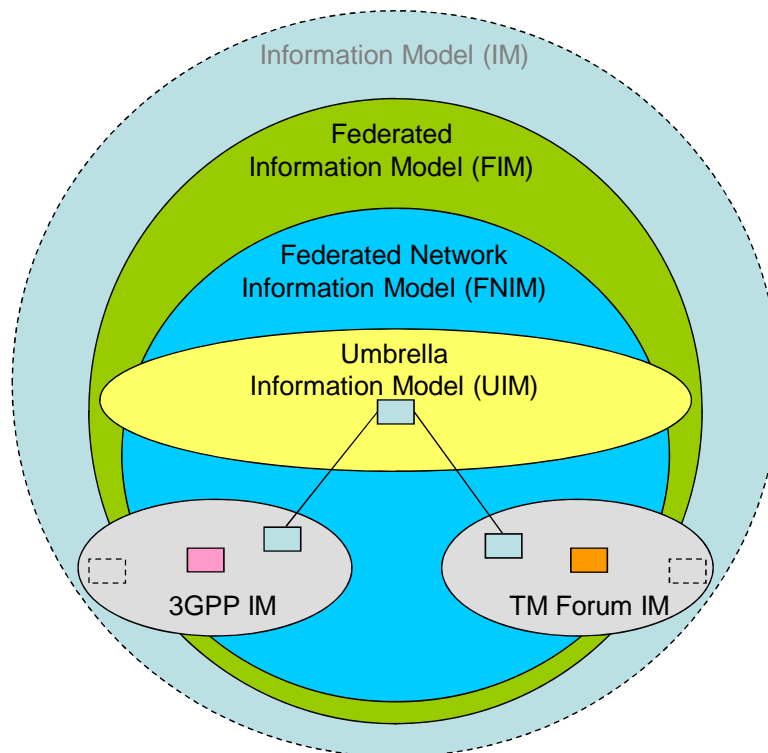 Information Model (IM)
Federated
Information Model (FIM)
Federated Network
Information Model (FNIM)
Umbrella
Information Model (UIM)
3GPP IM
TM Forum IM